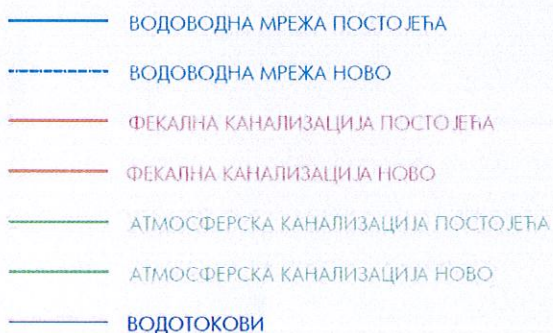 ВОДОВОДНА МРЕЖА ПОСТОЈЕЋА
ВОДОВОДНА МРЕЖА НОВО
ФЕКАЛНА КАНАЛИЗАЦИЈА ПОСТОЈЕЋА
ФЕКАЛНА КАНАЛИЗАЦИЈА НОВО
АТМОСФЕРСКА КАНАЛИЗАЦИЈА ПОСТОЈЕЋА
АТМОСФЕРСКА КАНАЛИЗАЦИЈА НОВО
ВОДОТОКОВИ